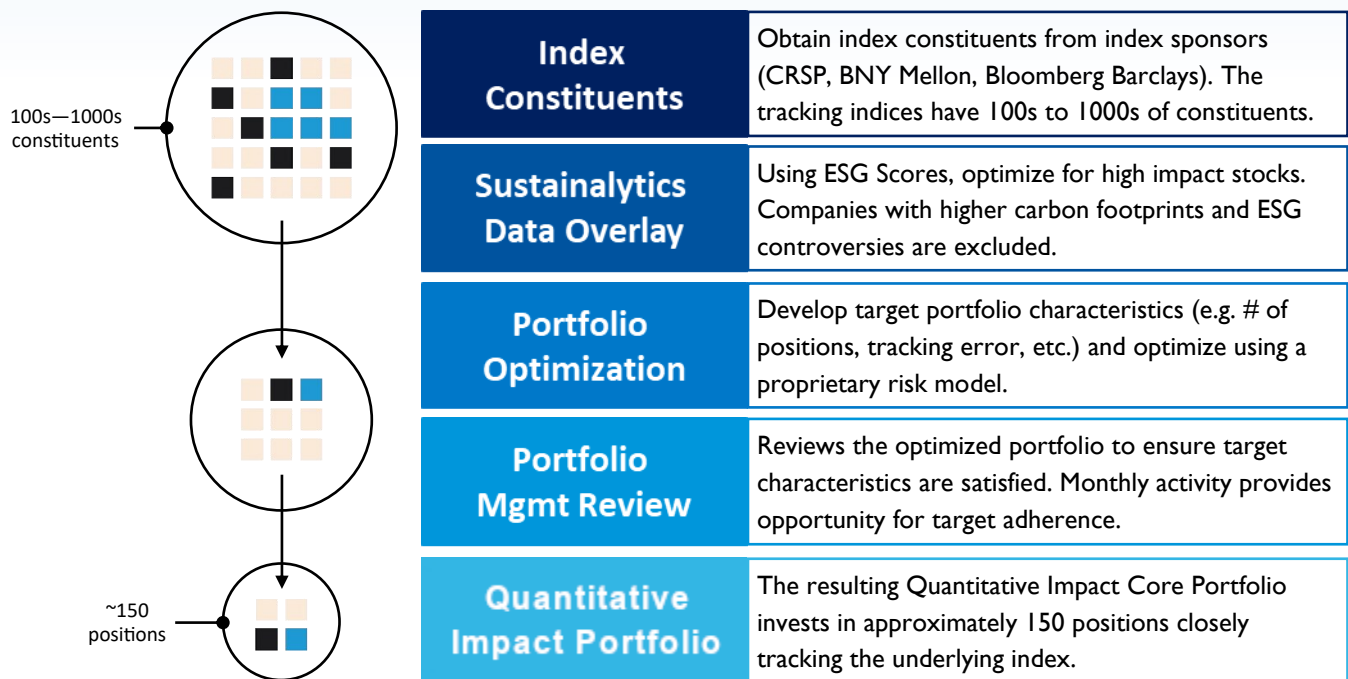 100s—1000s
constituents
Index
Constituents
Obtain index constituents from index sponsors
(CRSP, BNY Mellon, Bloomberg Barclays). The
tracking indices have 100s to 1000s of constituents.
Sustainalytics
Data Overlay
Using ESG Scores, optimize for high impact stocks.
Companies with higher carbon footprints and ESG
controversies are excluded.
Portfolio
Optimization
Develop target portfolio characteristics (e.g. # of
positions, tracking error, etc.) and optimize using a
proprietary risk model.
Portfolio
Mgmt Review
Reviews the optimized portfolio to ensure target
characteristics are satisfied. Monthly activity provides
opportunity for target adherence.
~150
positions
Quantitative
Impact Portfolio
The resulting Quantitative Impact Core Portfolio
invests in approximately 150 positions closely
tracking the underlying index.